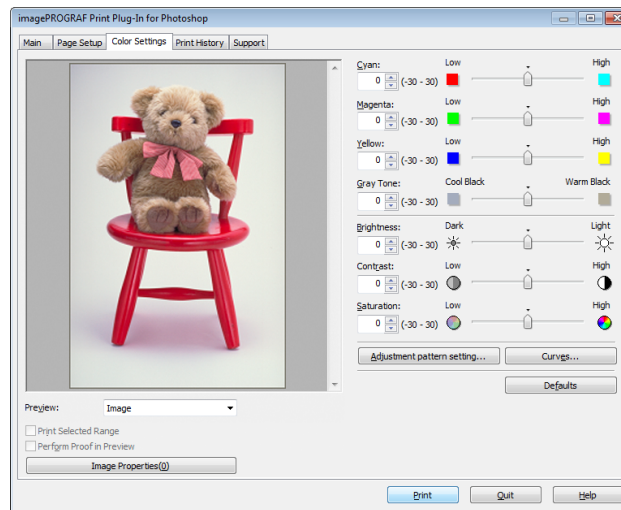 imagePROGRAF Print Plug-In for Photoshop
Main Page Setup Color Settings Print History Support
Cyan: Low High
0 (-30 - 30)
Magenta: Low High
0 (-30 - 30)
Yellow: Low High
0 (-30 - 30)
Gray Tone: Cool Black Warm Black
0 (-30 - 30)
Brightness: Dark Light
0 (-30 - 30)
Contrast: Low High
0 (-30 - 30)
Saturation: Low High
0 (-30 - 30)
Adjustment pattern setting... Curves...
Defaults
Preview: Image
Print Selected Range
Perform Proof in Preview
Image Properties(0)
Print Quit Help